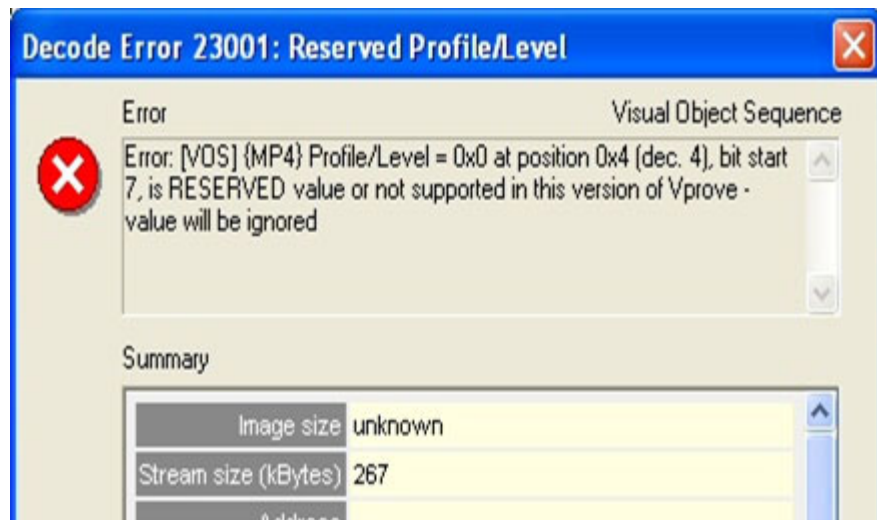 Decode Error 23001: Reserved Profile/Level
Error
Visual Object Sequence
Error: [VOS] {MP4} Profile/Level = 0x0 at position 0x4 (dec. 4), bit start
7, is RESERVED value or not supported in this version of Vprove -
value will be ignored
Summary
Image size unknown
Stream size (kBytes) 267